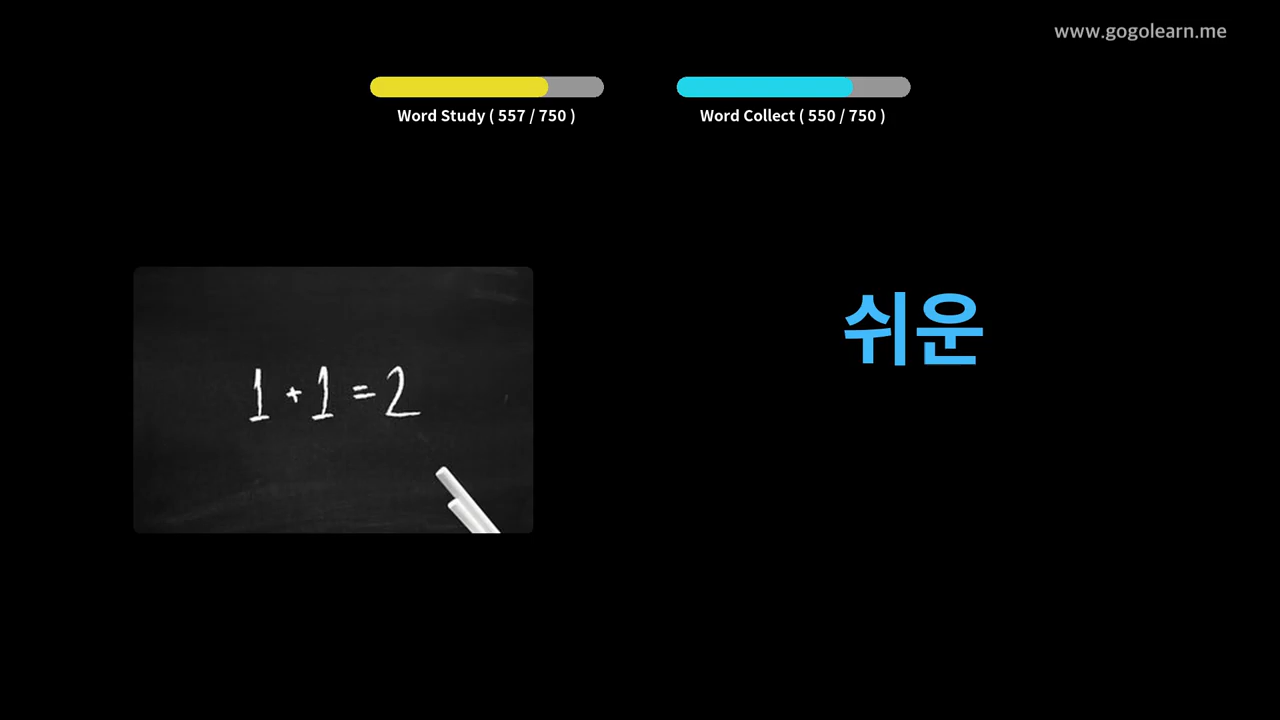 www.gogolearn.me
Word Study ( 557 / 750 )
Word Collect ( 550 / 750 )
쉬운
1 + 1 = 2